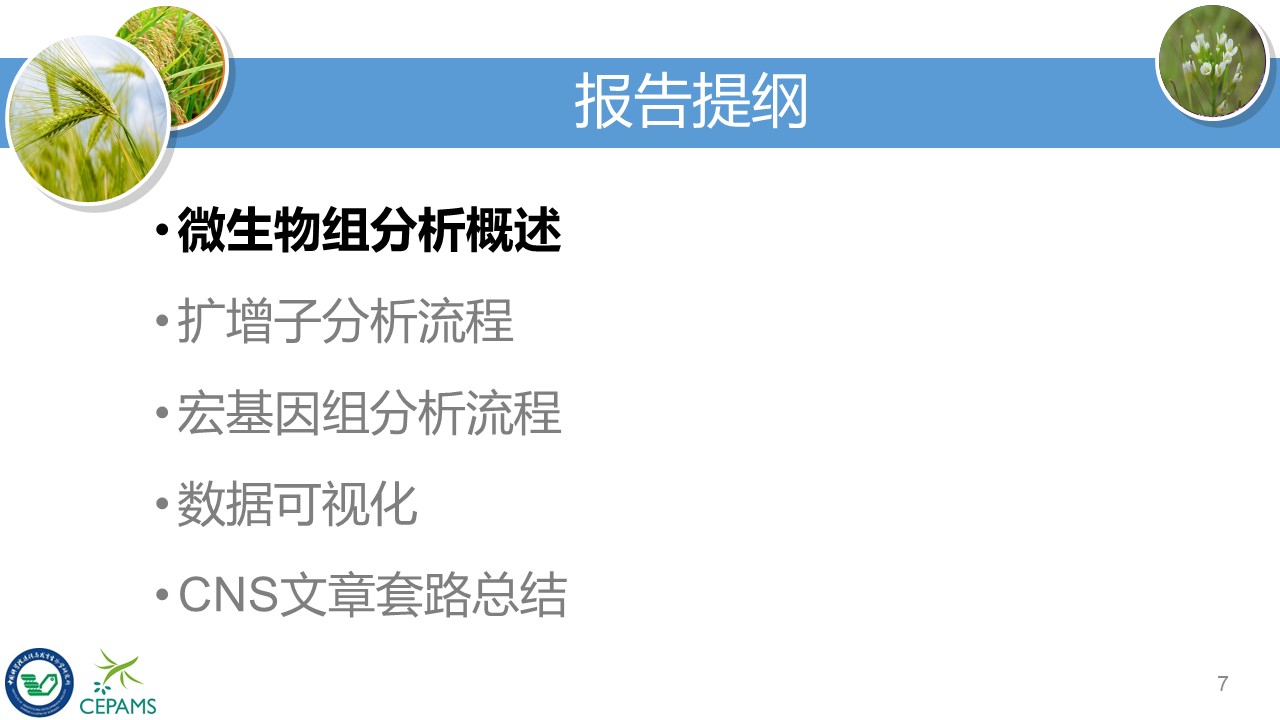 报告提纲
•微生物组分析概述
•扩增子分析流程
•宏基因组分析流程
•数据可视化
•CNS文章套路总结
CEPAMS
7